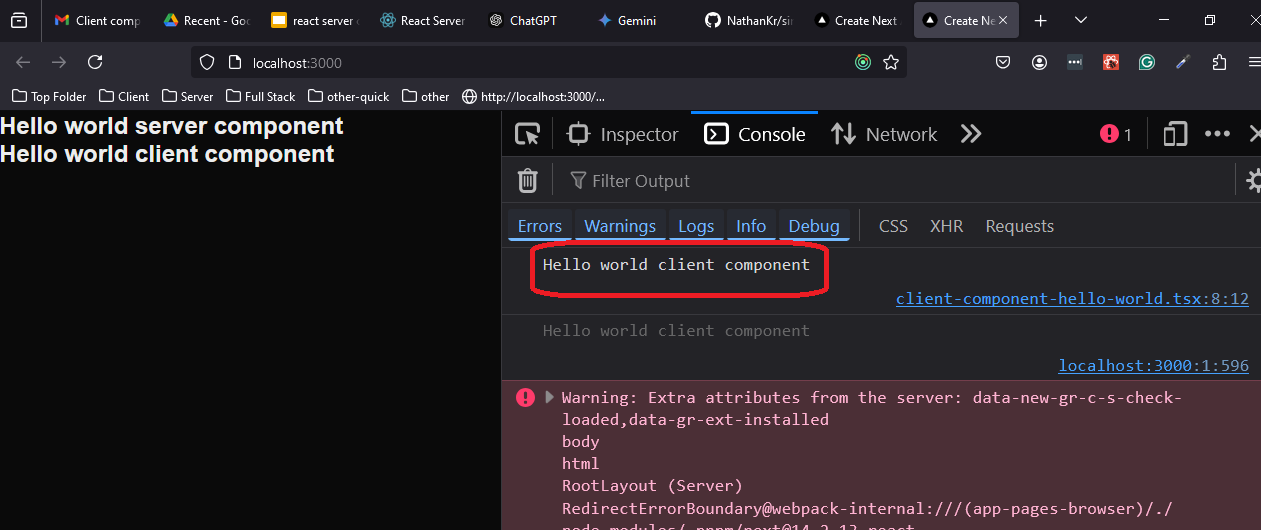 Client comp
Recent - Goo
react server c
React Server
ChatGPT
Gemini
NathanKr/sin
Create Next
Create Ne
localhost:3000
Top Folder
Client
Server
Full Stack
other-quick
other
http://localhost:3000/...
Hello world server component
Hello world client component
Inspector
Console
Network
1
Filter Output
Errors
Warnings
Logs
Info
Debug
CSS
XHR
Requests
Hello world client component
client-component-hello-world.tsx:8:12
Hello world client component
localhost:3000:1:596
Warning: Extra attributes from the server: data-new-gr-c-s-check-
loaded,data-gr-ext-installed
body
html
RootLayout (Server)
RedirectErrorBoundary@webpack-internal:///(app-pages-browser)/./